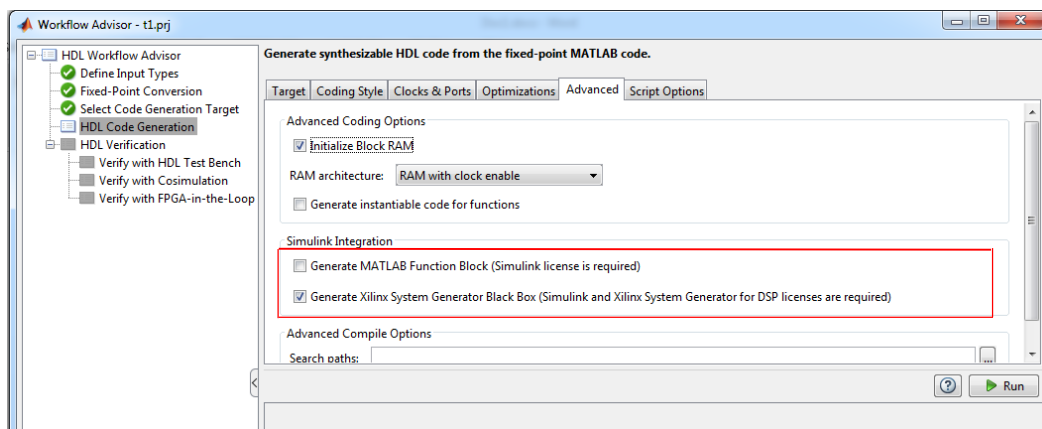 Workflow Advisor - t1.prj
HDL Workflow Advisor
Define Input Types
Fixed-Point Conversion
Select Code Generation Target
HDL Code Generation
HDL Verification
Verify with HDL Test Bench
Verify with Cosimulation
Verify with FPGA-in-the-Loop
Generate synthesizable HDL code from the fixed-point MATLAB code.
Target Coding Style Clocks & Ports Optimizations Advanced Script Options
Advanced Coding Options
Initialize Block RAM
RAM architecture: RAM with clock enable
Generate instantiable code for functions
Simulink Integration
Generate MATLAB Function Block (Simulink license is required)
Generate Xilinx System Generator Black Box (Simulink and Xilinx System Generator for DSP licenses are required)
Advanced Compile Options
Search paths: ...
? Run